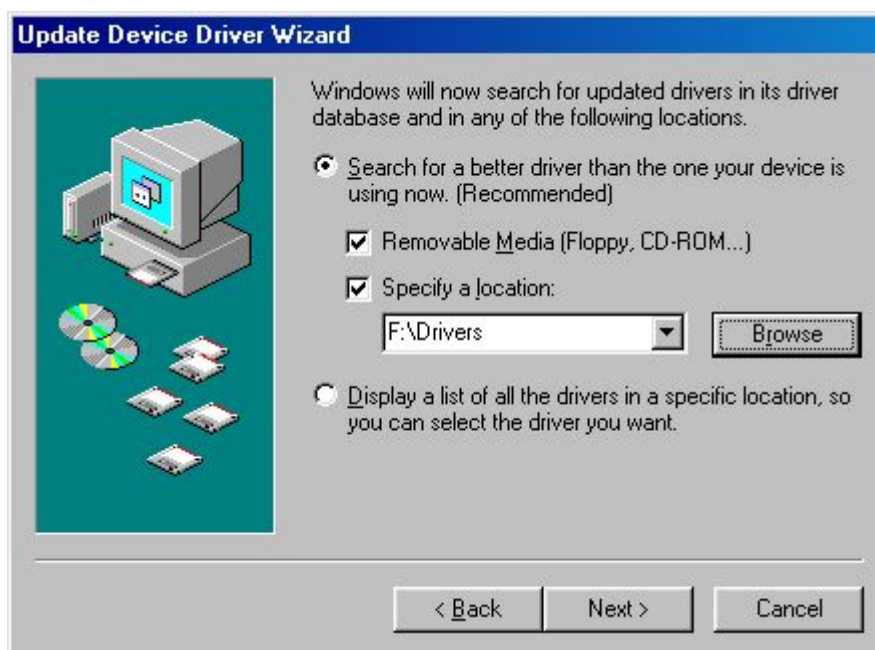 Update Device Driver Wizard
Windows will now search for updated drivers in its driver
database and in any of the following locations.
Search for a better driver than the one your device is
using now. (Recommended)
Removable Media (Floppy, CD-ROM...)
Specify a location:
F:\Drivers
Browse
Display a list of all the drivers in a specific location, so
you can select the driver you want.
< Back
Next >
Cancel